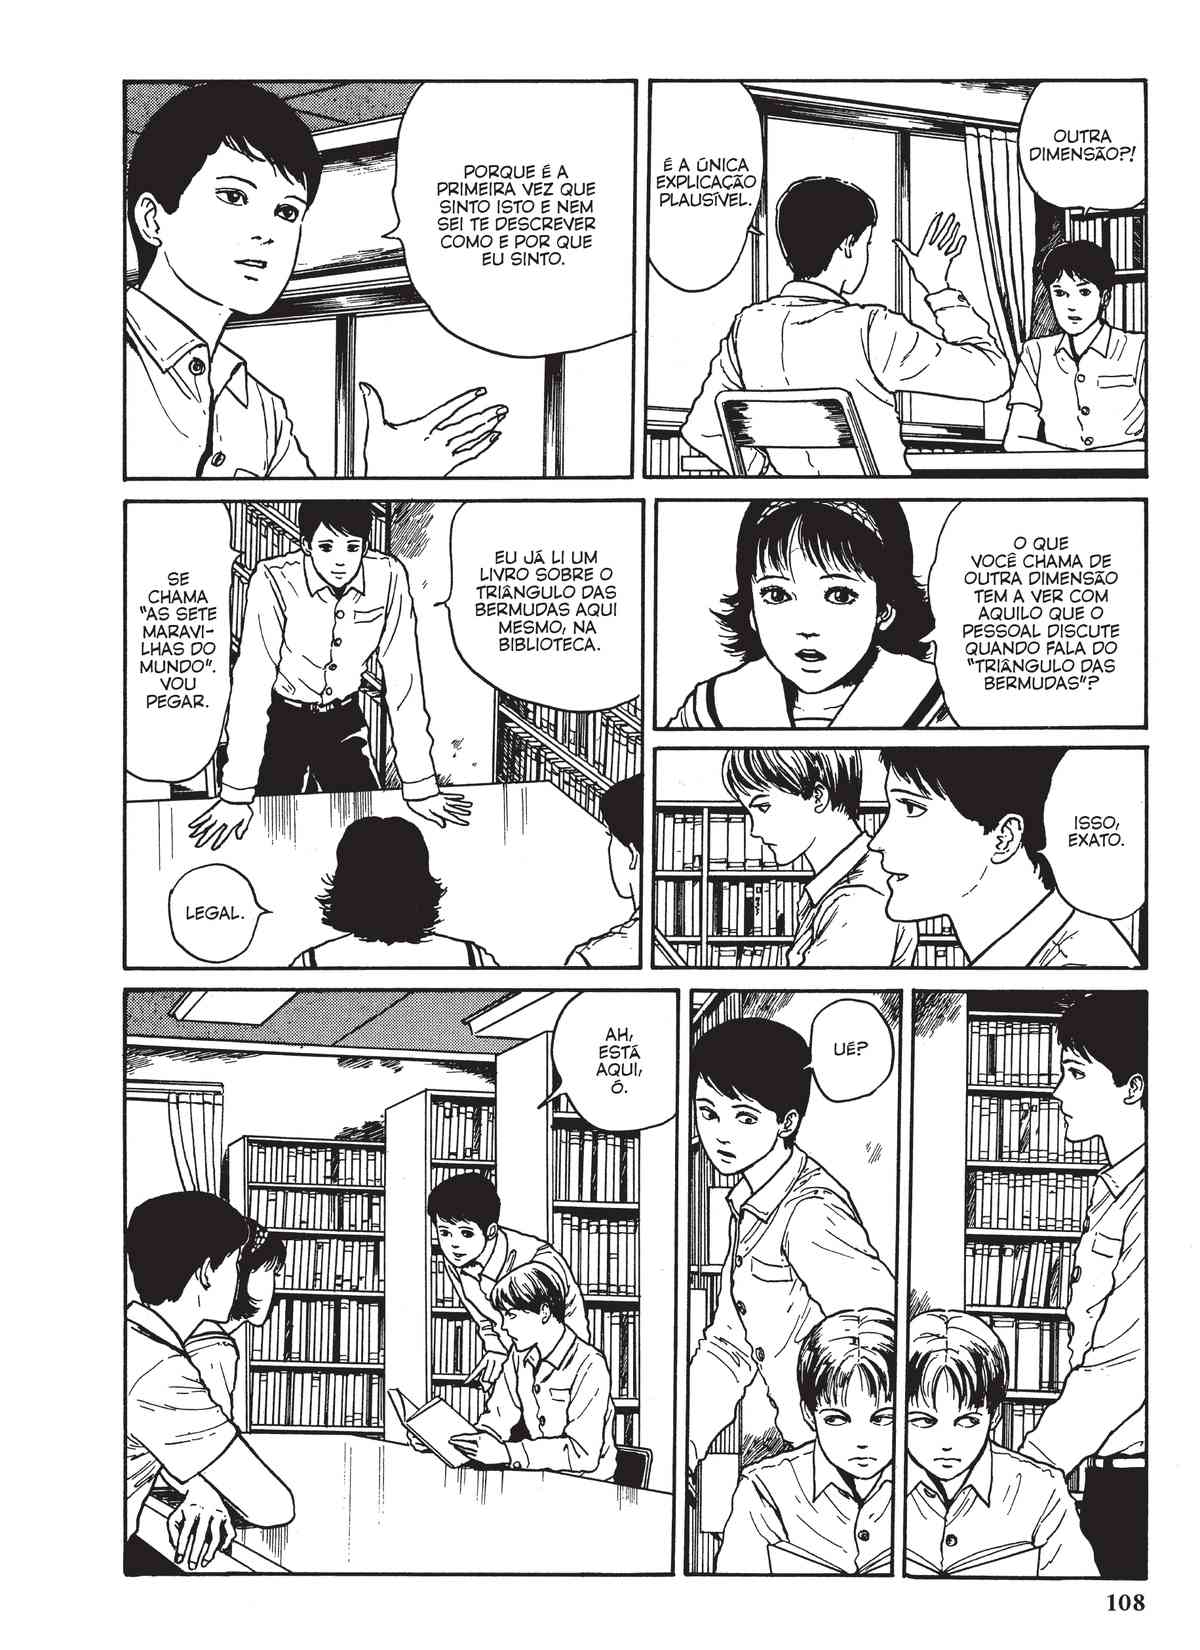 OUTRA
DIMENSÃO?!
É A ÚNICA
EXPLICAÇÃO
PLAUSÍVEL.
PORQUE É A
PRIMEIRA VEZ QUE
SINTO ISTO E NEM
SEI TE DESCREVER
COMO E POR QUE
EU SINTO.
O QUE
VOCÊ CHAMA DE
OUTRA DIMENSÃO
TEM A VER COM
AQUILO QUE O
PESSOAL DISCUTE
QUANDO FALA DO
"TRIÂNGULO DAS
BERMUDAS"?
ISSO,
EXATO.
EU JÁ LI UM
LIVRO SOBRE O
TRIÂNGULO DAS
BERMUDAS AQUI
MESMO, NA
BIBLIOTECA.
SE
CHAMA
"AS SETE
MARAVI-
LHAS DO
MUNDO".
VOU
PEGAR.
LEGAL.
UÉ?
AH,
ESTÁ
AQUI,
Ó.
108